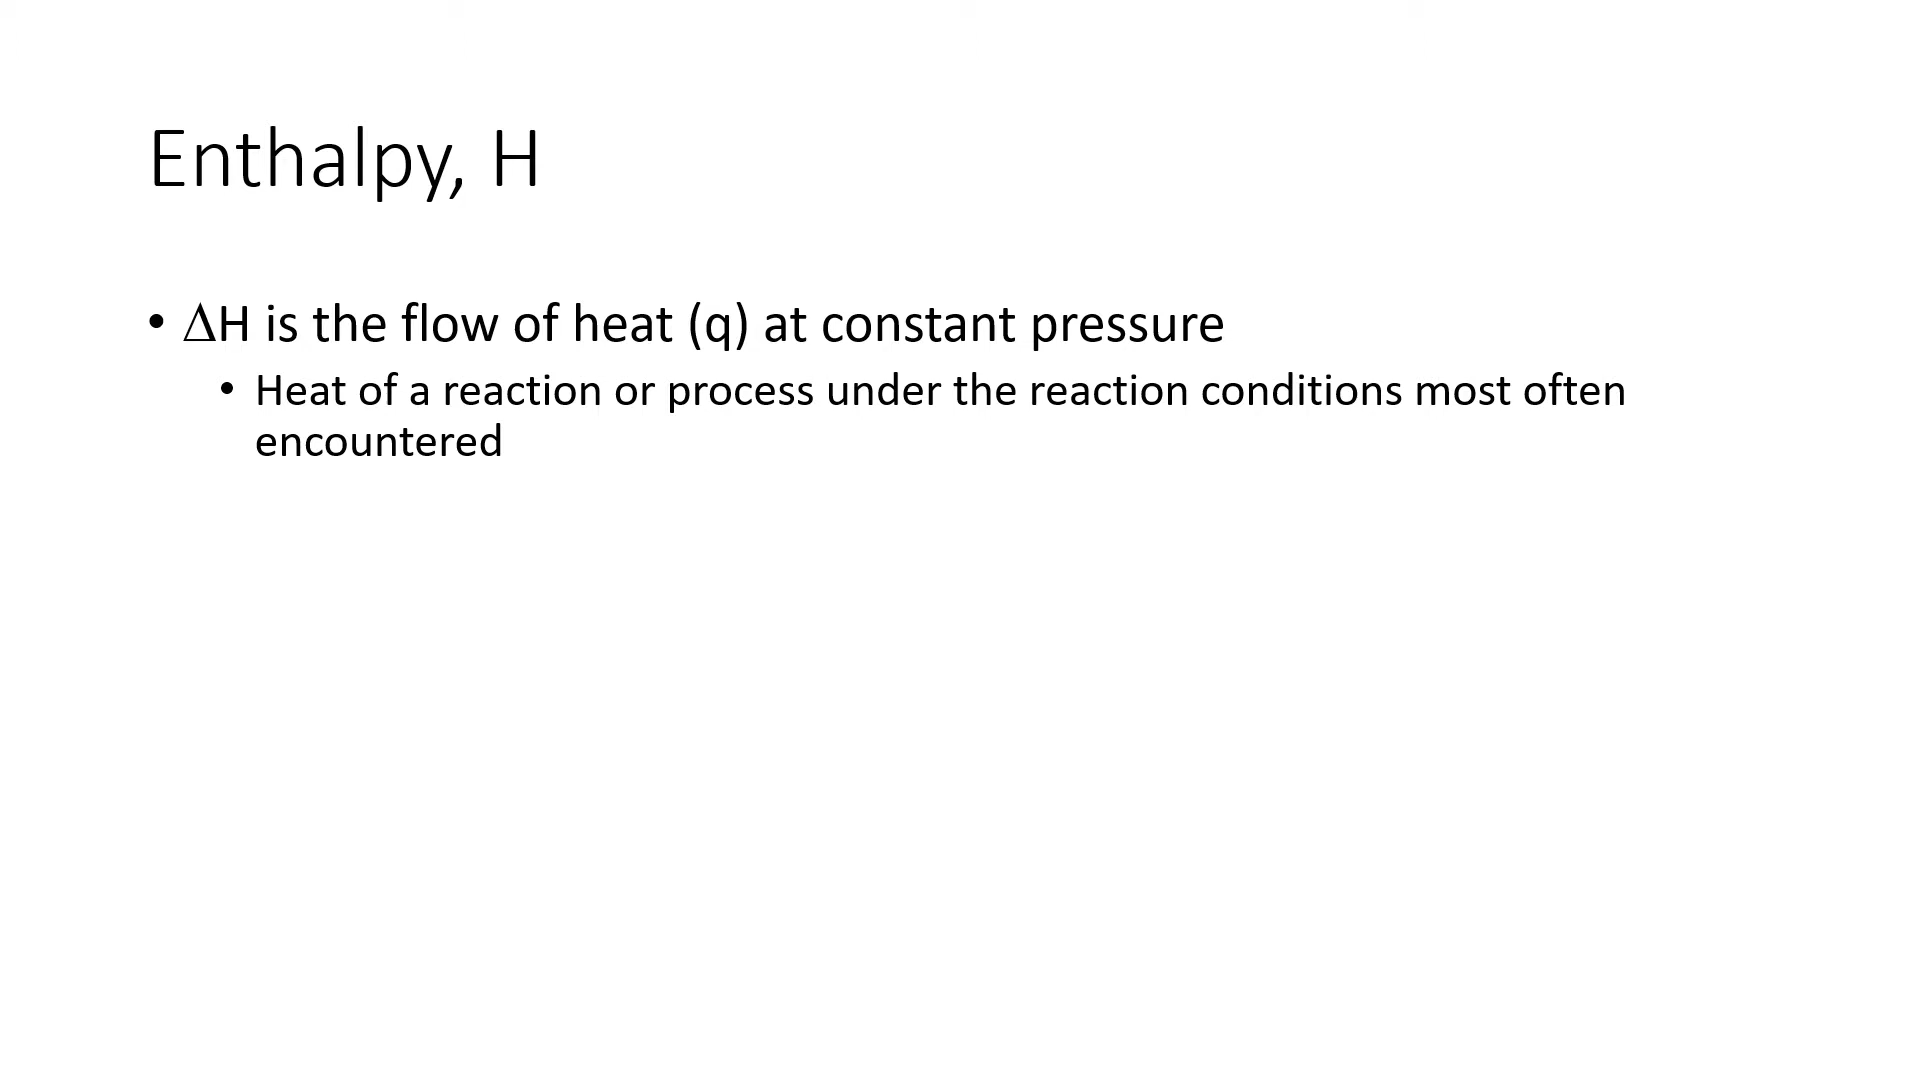 Enthalpy, H
• ΔH is the flow of heat (q) at constant pressure
• Heat of a reaction or process under the reaction conditions most often
encountered